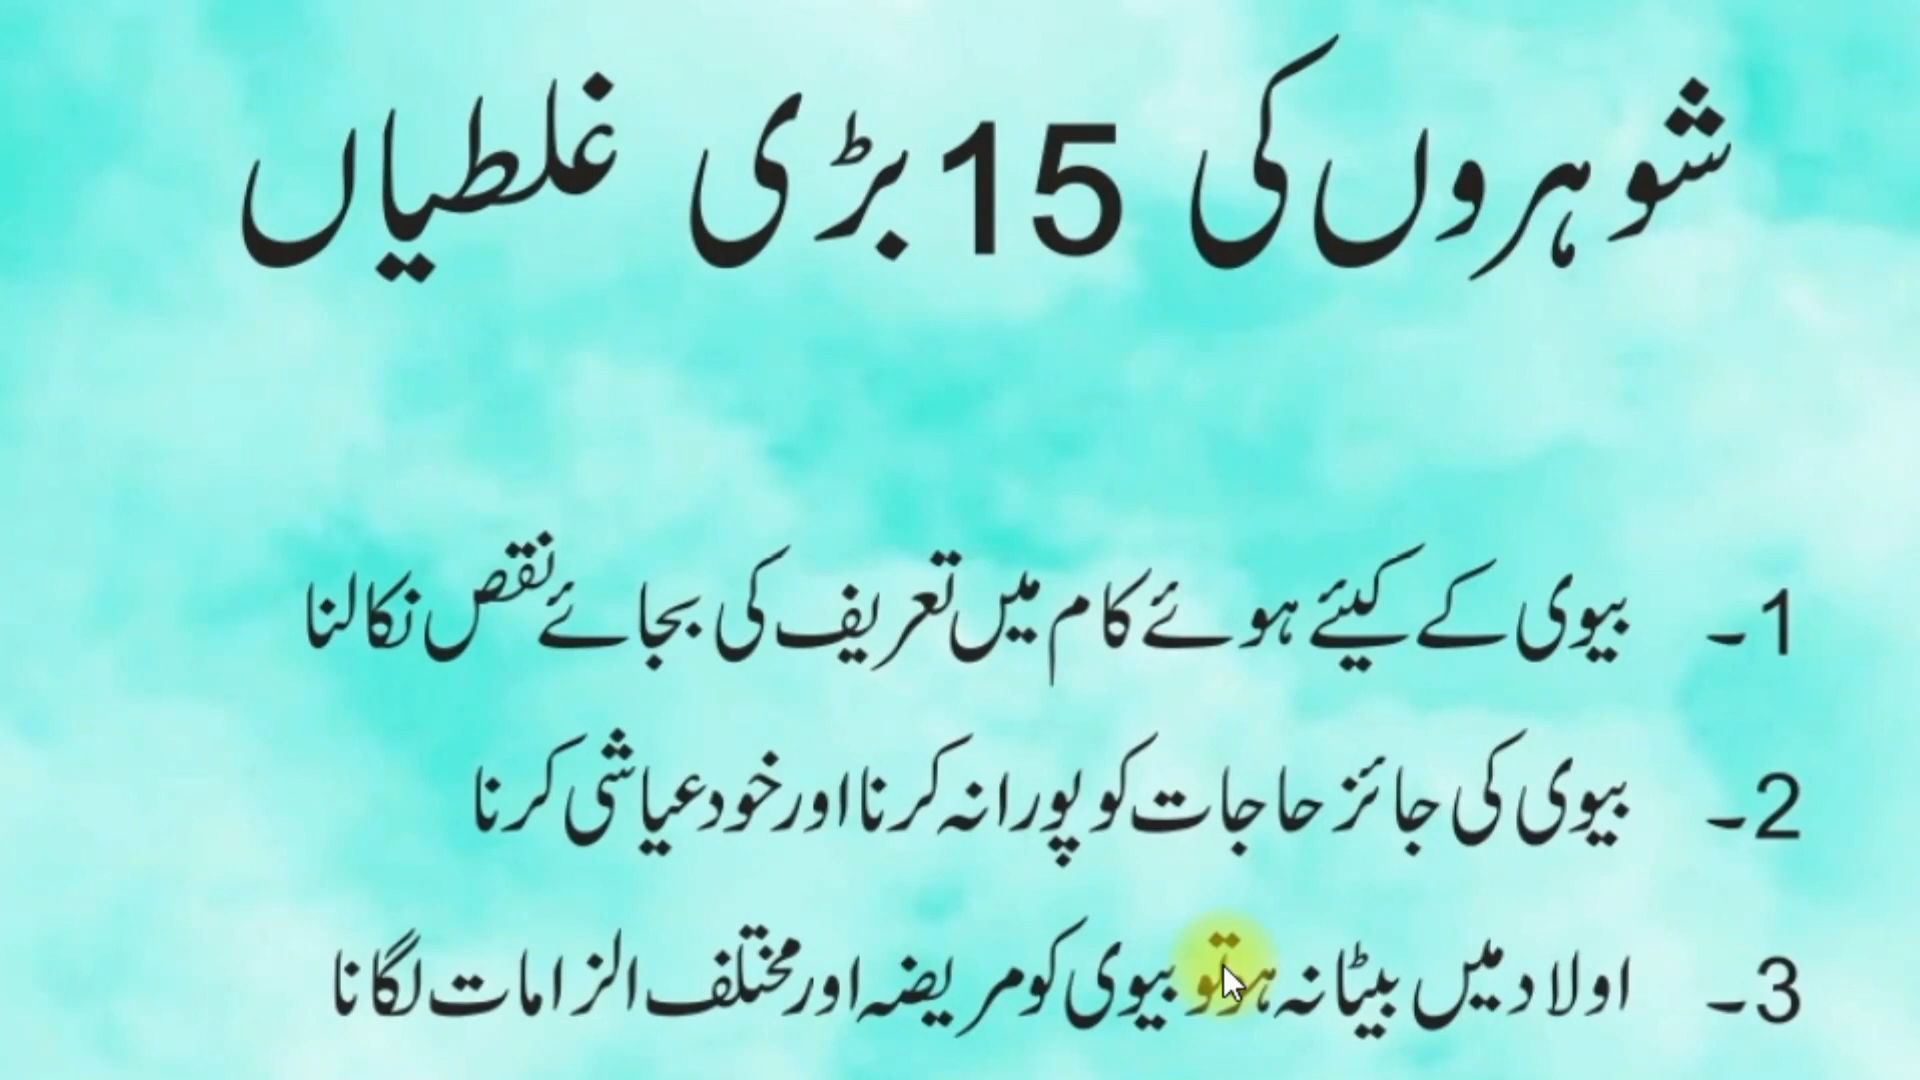 شوہروں کی 15 بڑی غلطیاں
1۔ بیوی کے کیئے ہوئے کام میں تعریف کی بجائے نقص نکالنا
2۔ بیوی کی جائز حاجات کو پورا نہ کرنا اور خود عیاشی کرنا
3۔ اولاد میں بیٹا نہ ہو تو بیوی کو مریضہ اور مختلف الزامات لگانا